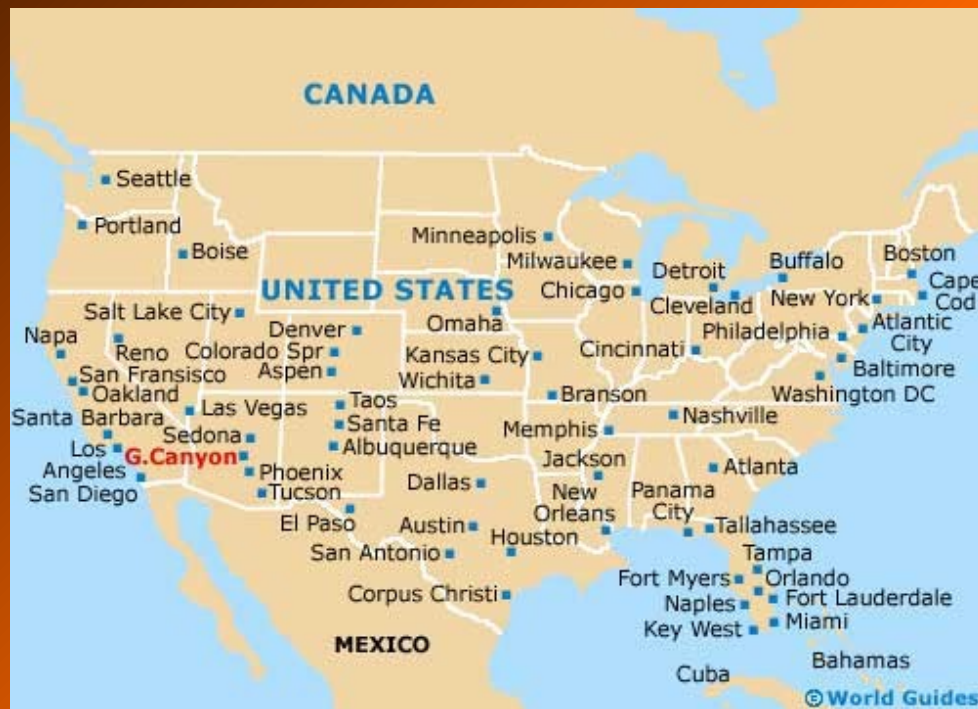 CANADA
Seattle
Portland
Boise
Minneapolis
Milwaukee
Detroit
Buffalo
Boston
UNITED STATES
Chicago
Cleveland
New York
Cape
Cod
Salt Lake City
Omaha
Napa
Reno
Denver
Colorado Spr
Aspen
Kansas City
Cincinnati
Philadelphia
Atlantic
City
San Fransisco
Oakland
Wichita
Branson
Baltimore
Washington DC
Santa Barbara
Las Vegas
Taos
Santa Fe
Albuquerque
Memphis
Nashville
Los
Angeles
Sedona
G.Canyon
Phoenix
Tucson
San Diego
El Paso
Dallas
Jackson
Atlanta
Austin
New
Orleans
Panama
City
Tallahassee
San Antonio
Houston
Corpus Christi
Tampa
Fort Myers
Orlando
Naples
Fort Lauderdale
Key West
Miami
MEXICO
Cuba
Bahamas
© World Guides